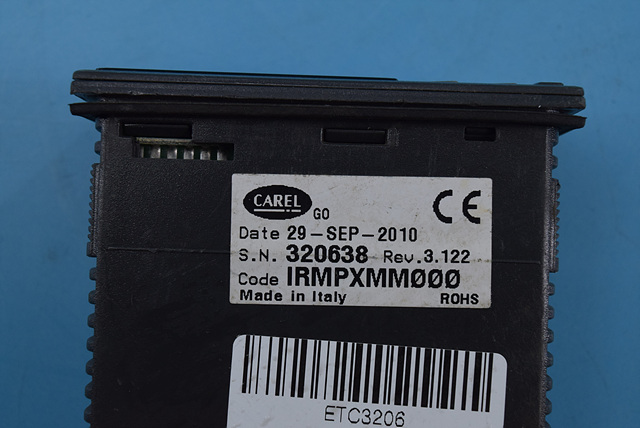 CAREL GO CE
Date 29-SEP-2010
S.N. 320638 Rev.3.122
Code IRMPXMM000
Made in Italy ROHS
ETC3206